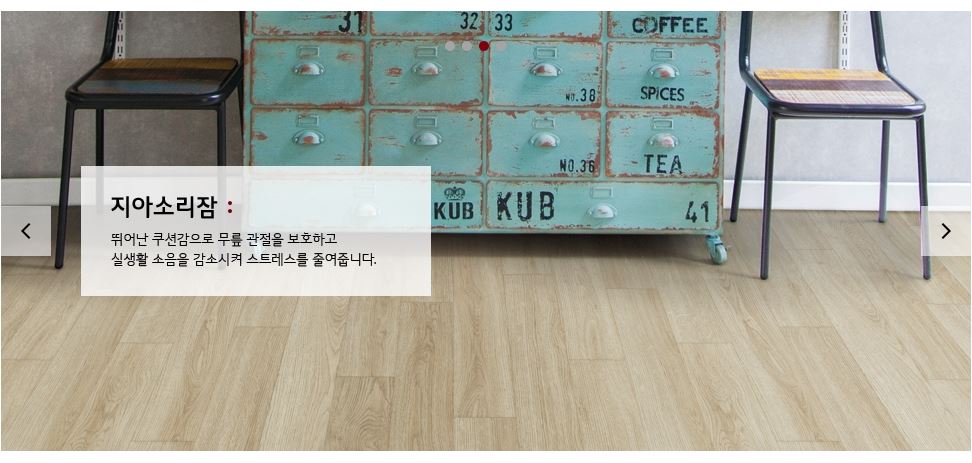 31
32
33
COFFEE
NO.38
SPICES
NO.36
TEA
지아소리잠 :
뛰어난 쿠션감으로 무릎 관절을 보호하고
실생활 소음을 감소시켜 스트레스를 줄여줍니다.
KUB
KUB
41